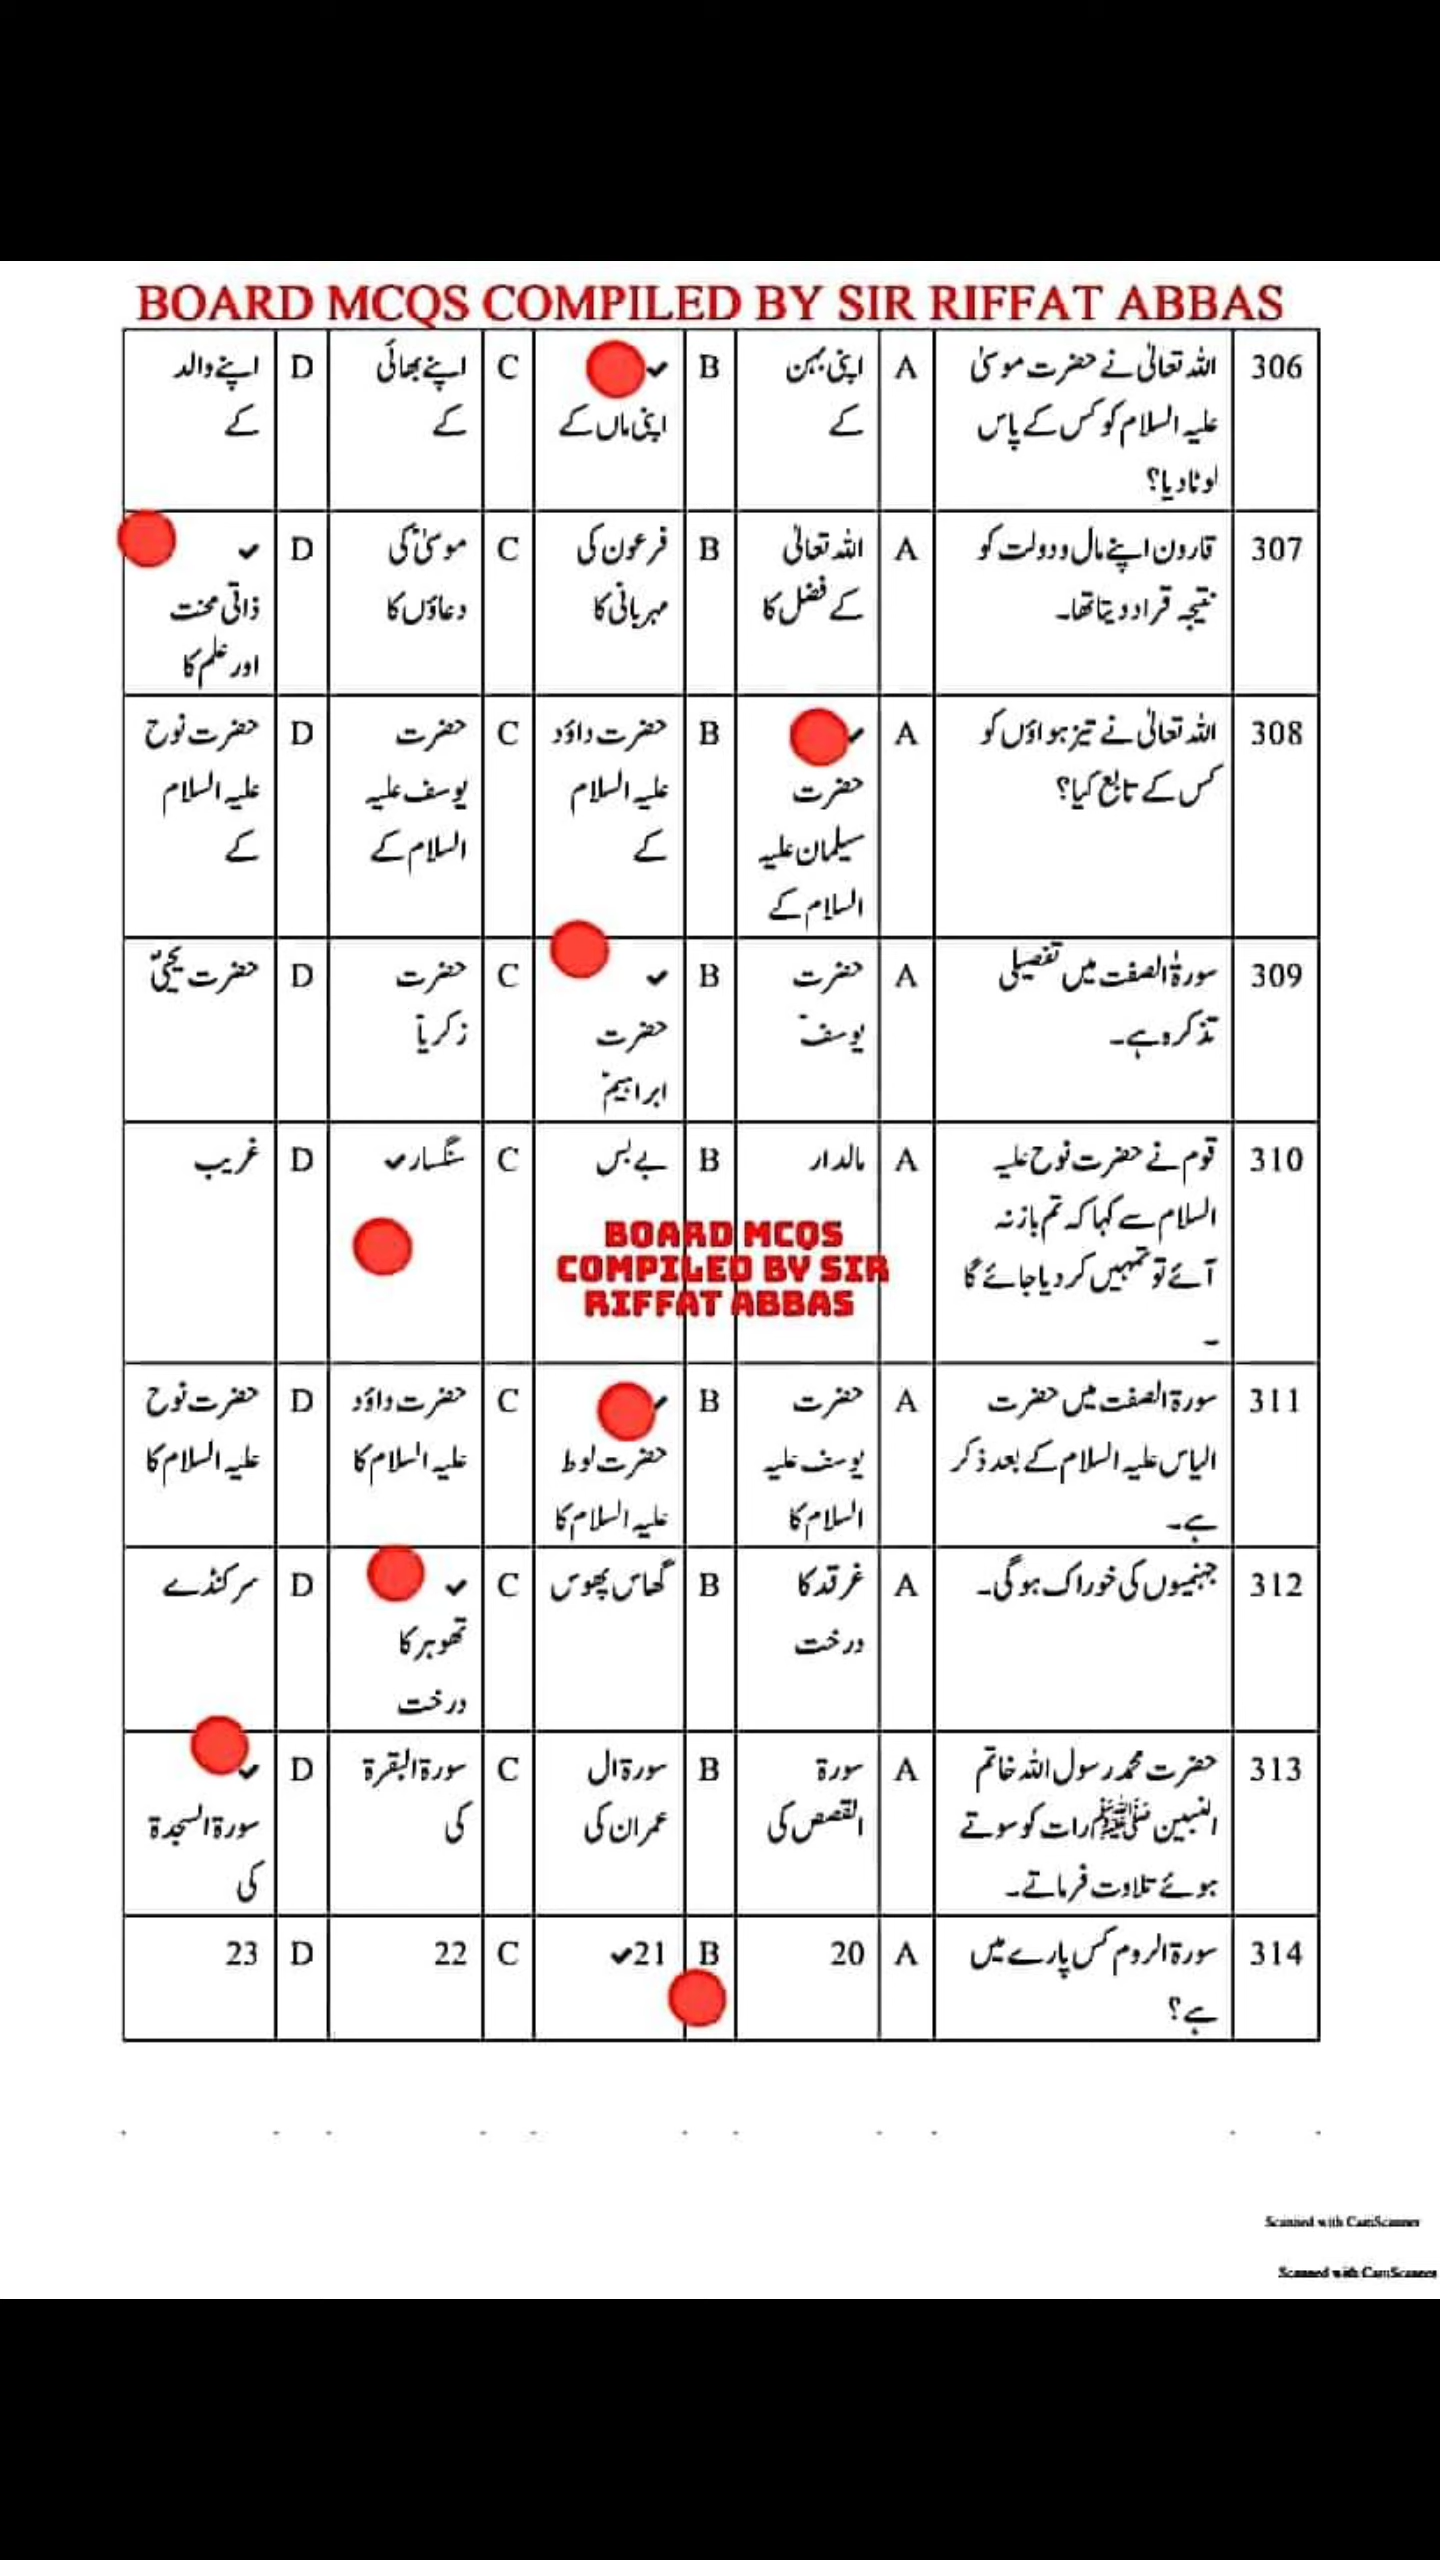 BOARD MCQS COMPILED BY SIR RIFFAT ABBAS
306
اللہ تعالیٰ نے حضرت موسیٰ
علیہ السلام کو کس کے پاس
لوٹا دیا؟
A
اپنی بہن
کے
B
✔
اپنی ماں کے
C
اپنے بھائی
کے
D
اپنے والد
کے
307
قارون اپنے مال و دولت کو
نتیجہ قراد دیتا تھا۔
A
اللہ تعالیٰ
کے فضل کا
B
فرعون کی
مہربانی کا
C
موسیٰؑ کی
دعاؤں کا
D
✔
ذاتی محنت
اور علم کا
308
اللہ تعالیٰ نے تیز ہواؤں کو
کس کے تابع کیا؟
A
✔
حضرت
سیلمان علیہ
السلام کے
B
حضرت داؤد
علیہ السلام
کے
C
حضرت
یوسف علیہ
السلام کے
D
حضرت نوح
علیہ السلام
کے
309
سورۃ الصفت میں تفصیلی
تذکرہ ہے۔
A
حضرت
یوسفؑ
B
✔
حضرت
ابراہیمؑ
C
حضرت
زکریاؑ
D
حضرت یحییٰؑ
310
قوم نے حضرت نوح علیہ
السلام سے کہا کہ تم باز نہ
آئے تو تمہیں کر دیا جائے گا
۔
A
مالدار
B
بے بس
C
سنگسار✔
D
غریب
BOARD MCQS
COMPILED BY SIR
RIFFAT ABBAS
311
سورۃ الصفت میں حضرت
الیاس علیہ السلام کے بعد ذکر
ہے۔
A
حضرت
یوسف علیہ
السلام کا
B
✔
حضرت لوط
علیہ السلام کا
C
حضرت داؤد
علیہ السلام کا
D
حضرت نوح
علیہ السلام کا
312
جہنمیوں کی خوراک ہو گی۔
A
غرقد کا
درخت
B
گھاس پھوس
C
✔
تھوہر کا
درخت
D
سرکنڈے
313
حضرت محمد رسول اللہ خاتم
النبیین ﷺ رات کو سوتے
ہوئے تلاوت فرماتے۔
A
سورۃ
القصص کی
B
سورۃ ال
عمران کی
C
سورۃ البقرۃ
کی
D
✔
سورۃ السجدۃ
کی
314
سورۃ الروم کس پارے میں
ہے؟
A
20
B
21✔
C
22
D
23
Scanned with CamScanner
Scanned with CamScanner